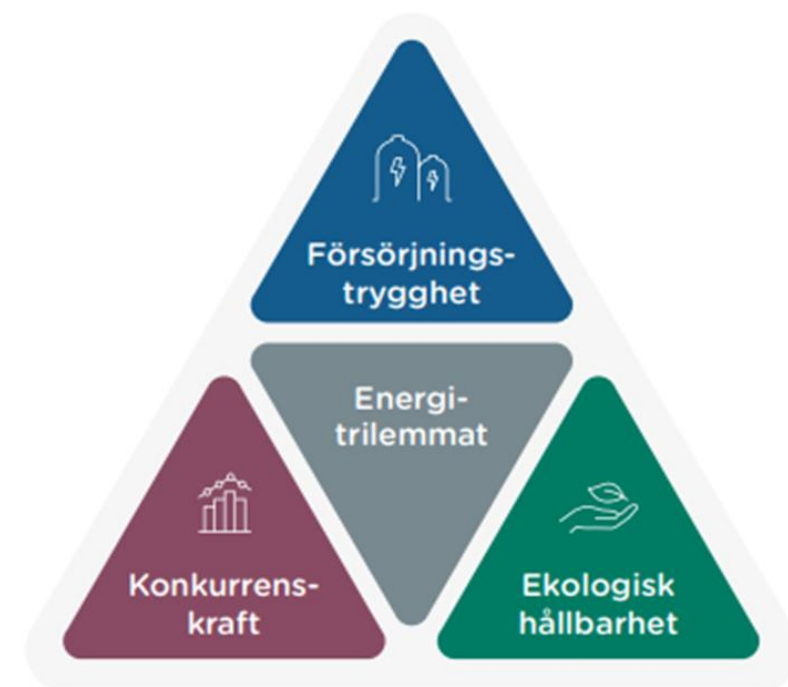 Försörjnings-
trygghet
Energi-
trilemmat
Konkurrens-
kraft
Ekologisk
hållbarhet